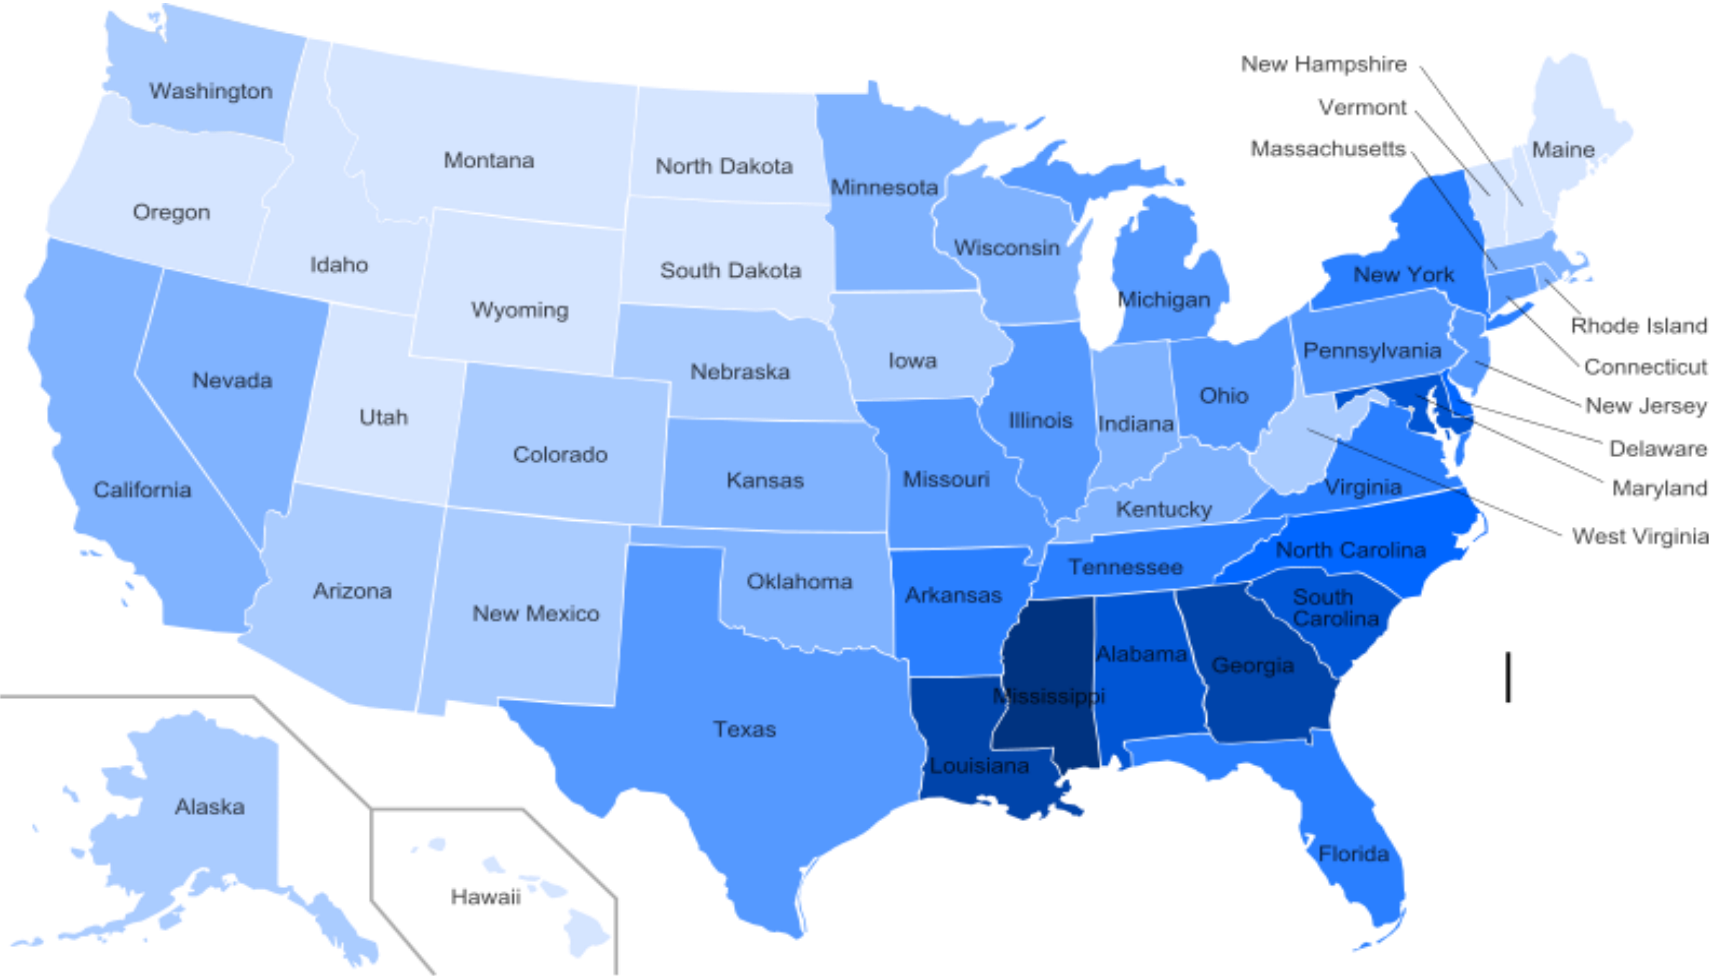 New Hampshire
Washington
Vermont
Massachusetts
Maine
Montana
North Dakota
Minnesota
Oregon
Wisconsin
Idaho
South Dakota
New York
Michigan
Wyoming
Rhode Island
Pennsylvania
Iowa
Connecticut
Nebraska
Nevada
Ohio
New Jersey
Utah
Illinois
Indiana
Delaware
Colorado
Kansas
Missouri
Maryland
Virginia
California
Kentucky
West Virginia
North Carolina
Tennessee
Oklahoma
Arizona
Arkansas
South
Carolina
New Mexico
Alabama
Georgia
Mississippi
Texas
Louisiana
Alaska
Florida
Hawaii